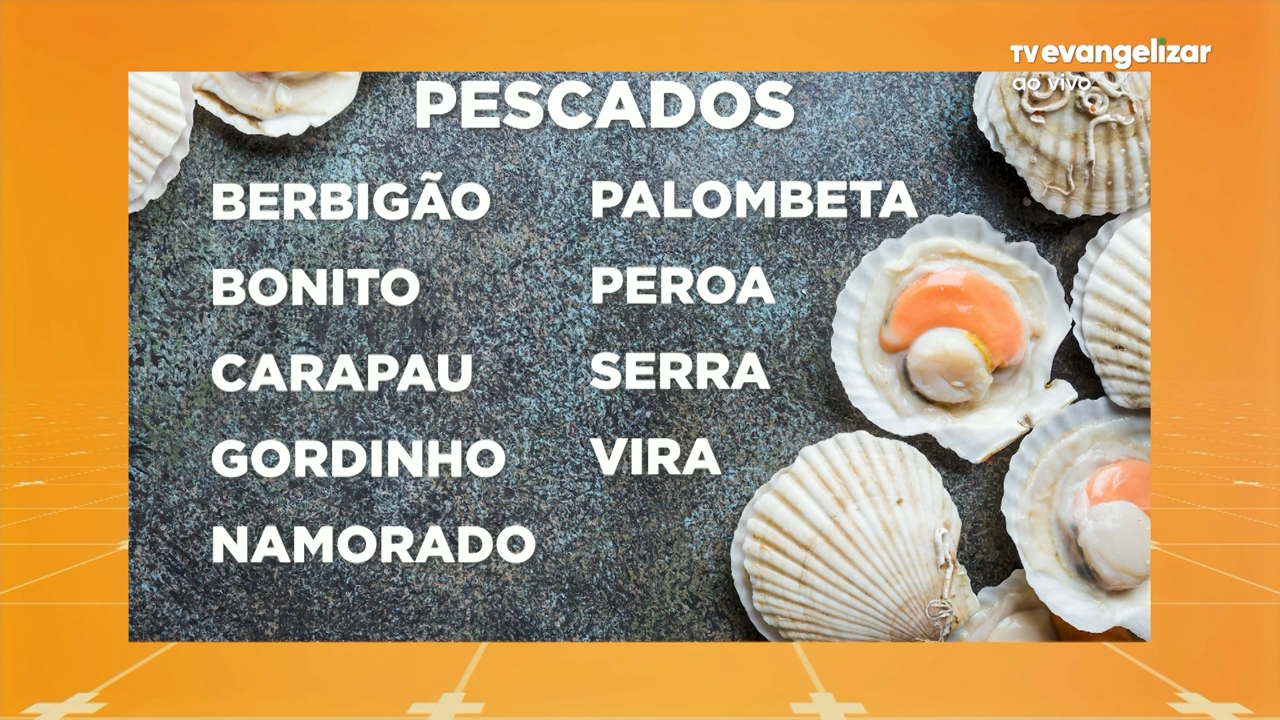 TVevangelizar
ao vivo
PESCADOS
BERBIGÃO
BONITO
CARAPAU
GORDINHO
NAMORADO
PALOMBETA
PEROA
SERRA
VIRA